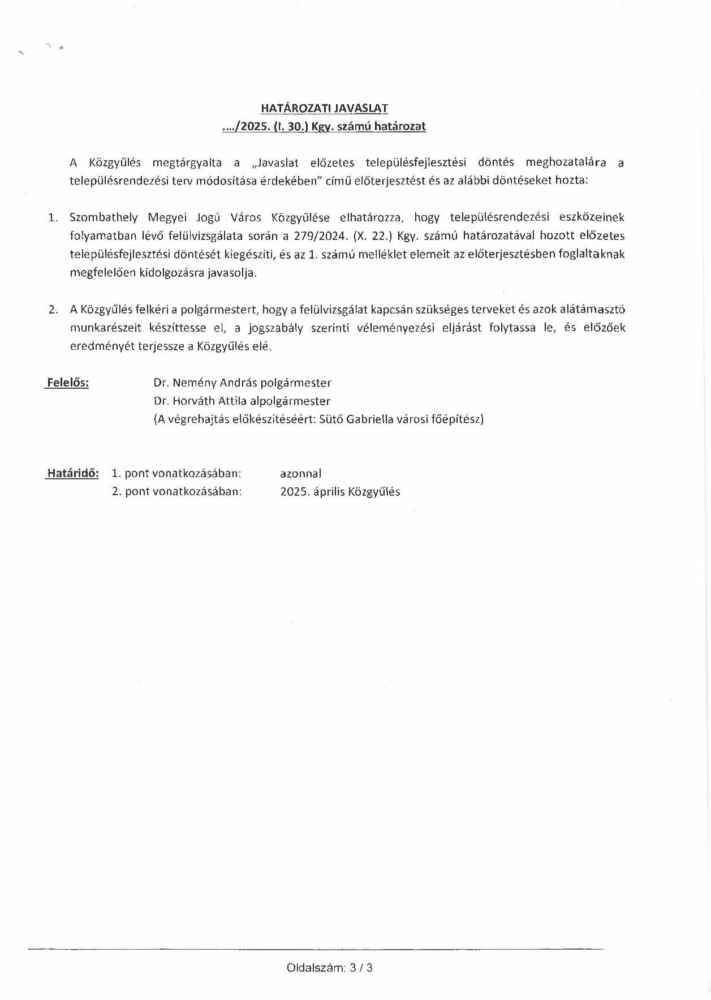 HATÁROZATI JAVASLAT
..../2025. (I. 30.) Kgy. számú határozat
A Közgyűlés megtárgyalta a „Javaslat előzetes településfejlesztési döntés meghozatalára a
településrendezési terv módosítása érdekében” című előterjesztést és az alábbi döntéseket hozta:
1. Szombathely Megyei Jogú Város Közgyűlése elhatározza, hogy településrendezési eszközeinek
folyamatban lévő felülvizsgálata során a 279/2024. (X. 22.) Kgy. számú határozatával hozott előzetes
településfejlesztési döntését kiegészíti, és az 1. számú melléklet elemeit az előterjesztésben foglaltaknak
megfelelően kidolgozásra javasolja.
2. A Közgyűlés felkéri a polgármestert, hogy a felülvizsgálat kapcsán szükséges terveket és azok alátámasztó
munkarészeit készíttesse el, a jogszabály szerinti véleményezési eljárást folytassa le, és előzőek
eredményét terjessze a Közgyűlés elé.
Felelős: Dr. Nemény András polgármester
Dr. Horváth Attila alpolgármester
(A végrehajtás előkészítéséért: Sütő Gabriella városi főépítész)
Határidő: 1. pont vonatkozásában: azonnal
2. pont vonatkozásában: 2025. április Közgyűlés
Oldalszám: 3 / 3